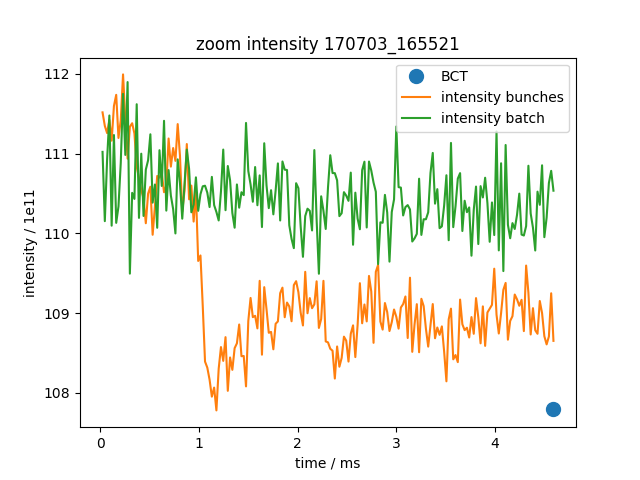 zoom intensity 170703_165521
BCT
intensity bunches
intensity batch
112
111
110
109
108
intensity / 1e11
0
1
2
3
4
time / ms